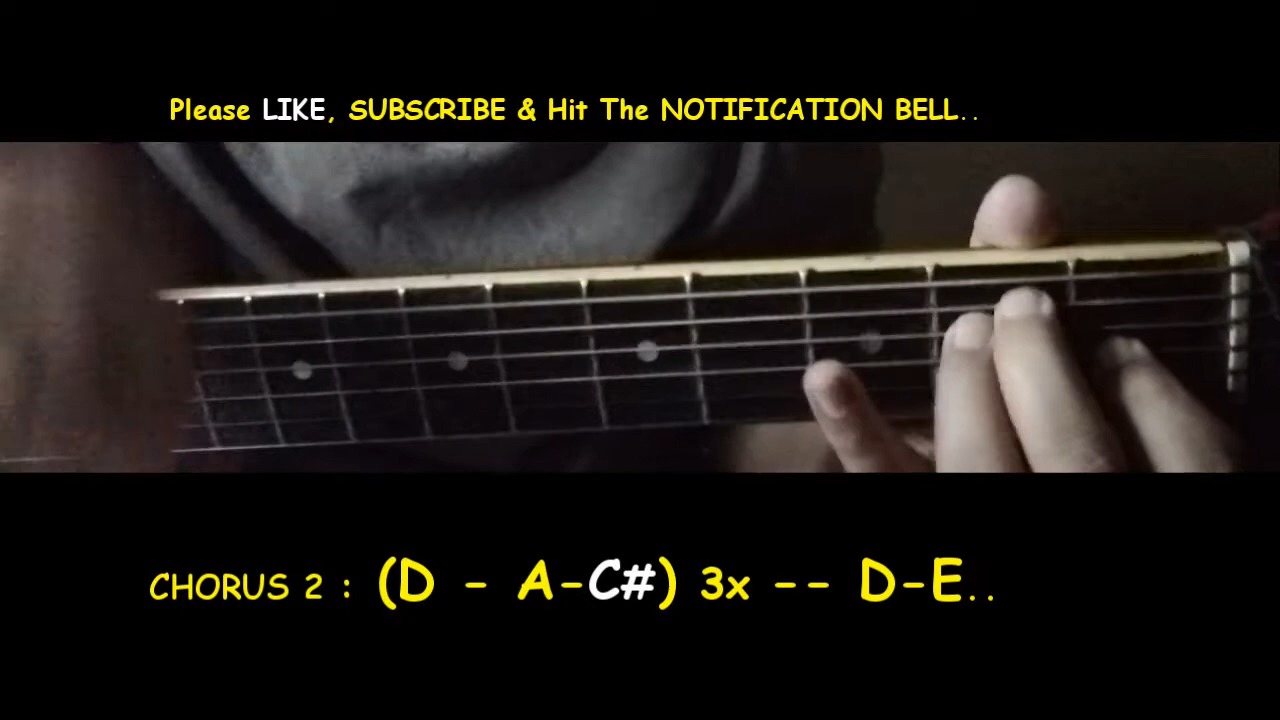 Please LIKE, SUBSCRIBE & Hit The NOTIFICATION BELL..
CHORUS 2 : (D - A-C#) 3x -- D-E..